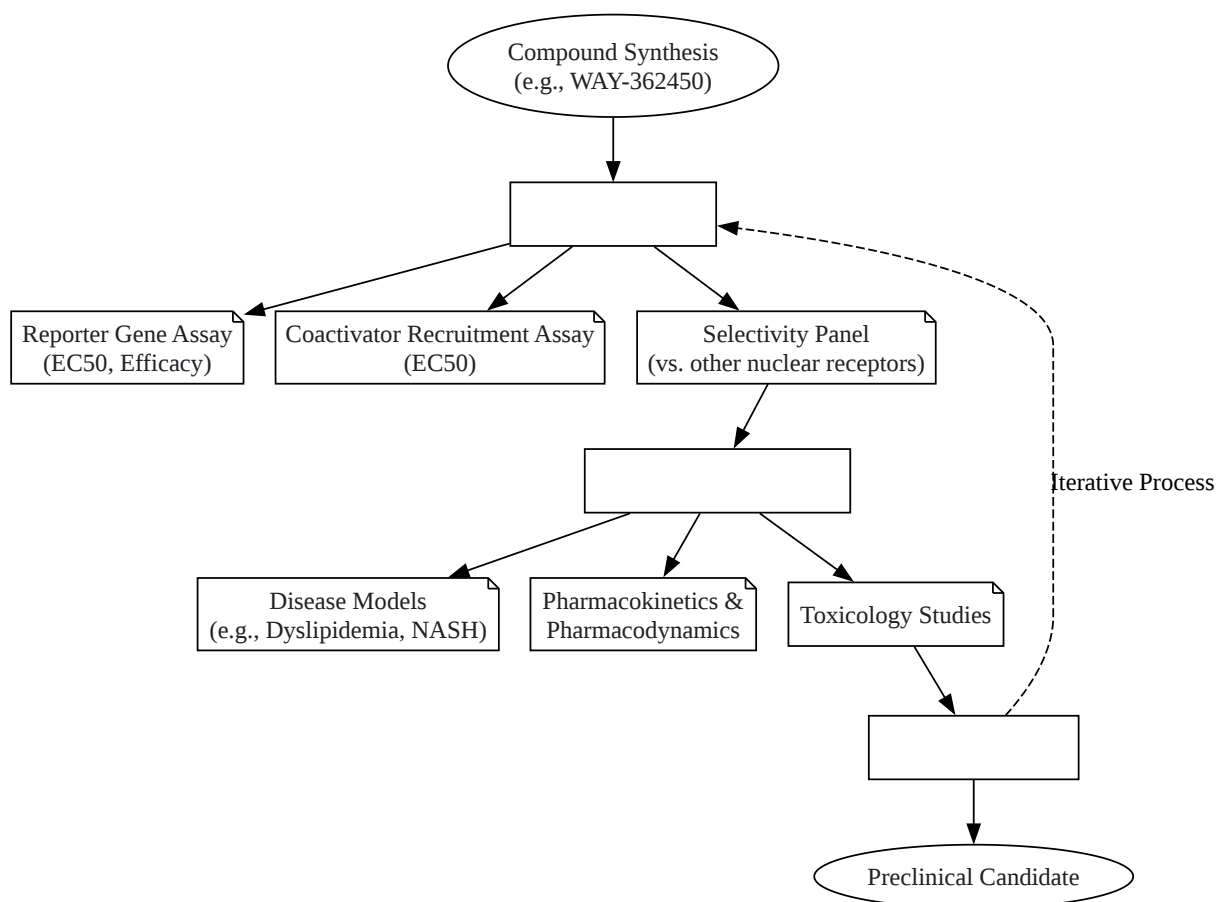 Compound Synthesis
(e.g., WAY-362450)
Reporter Gene Assay
(EC50, Efficacy)
Coactivator Recruitment Assay
(EC50)
Selectivity Panel
(vs. other nuclear receptors)
Iterative Process
Disease Models
(e.g., Dyslipidemia, NASH)
Pharmacokinetics &
Pharmacodynamics
Toxicology Studies
Preclinical Candidate